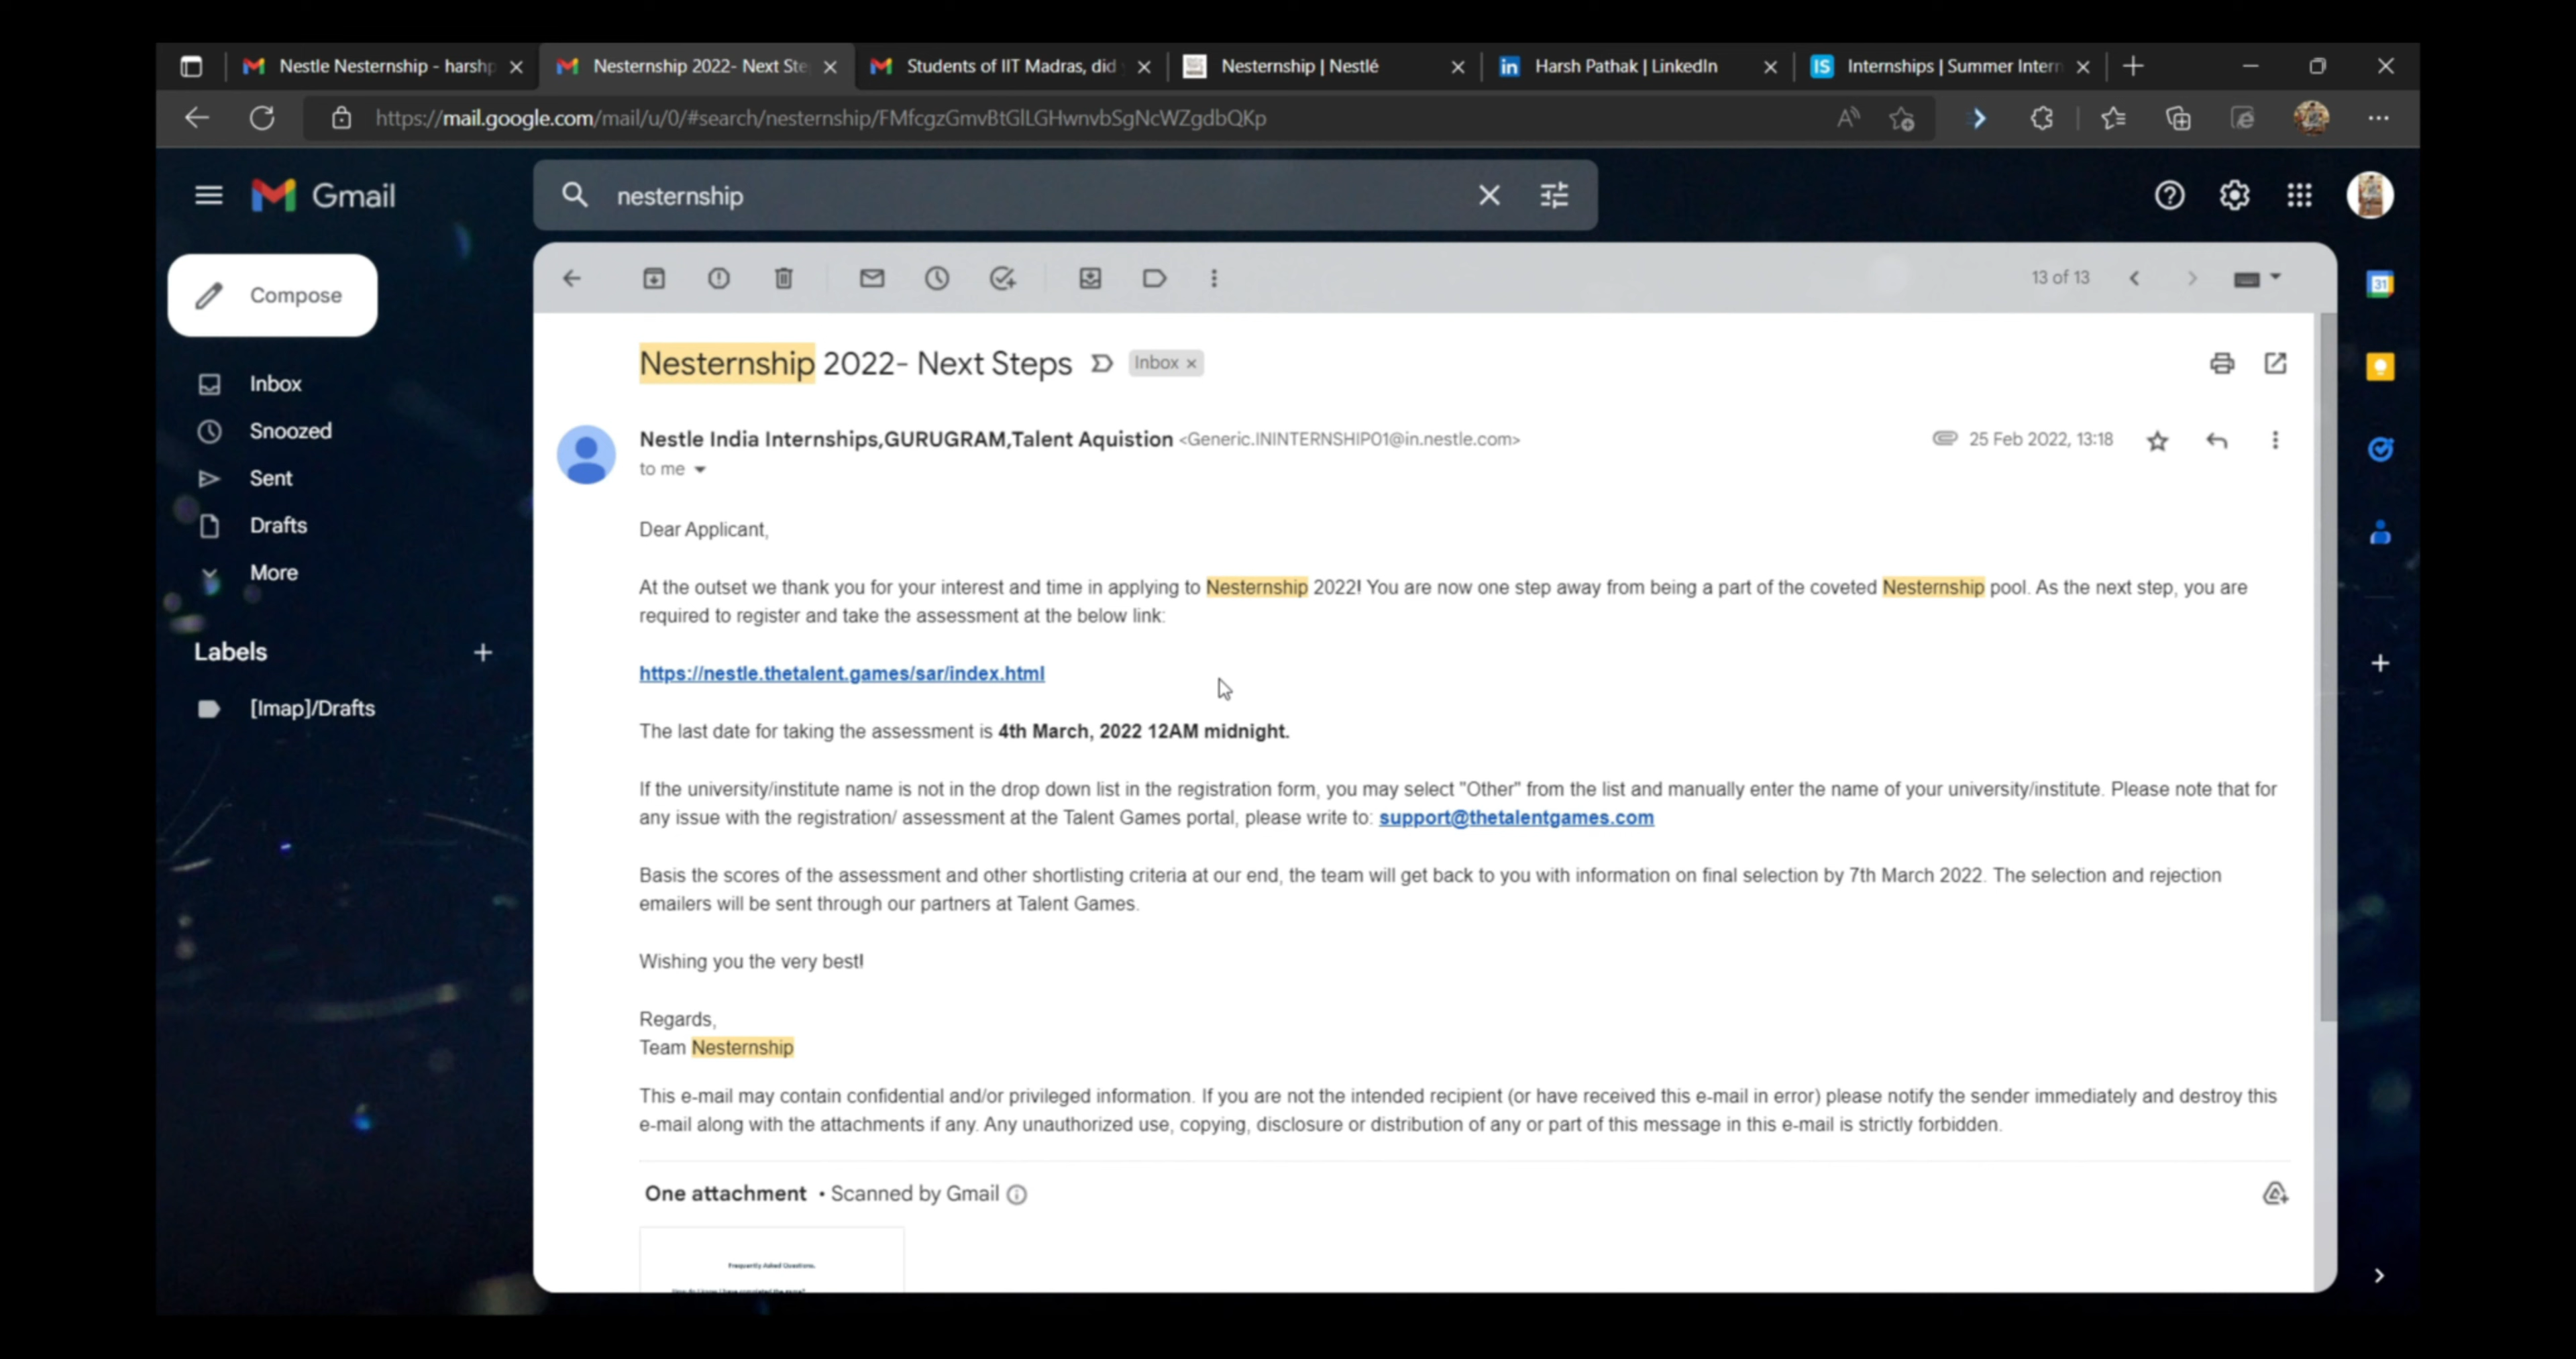 Nestle Nesternship - harshp
Nesternship 2022- Next Ste
Students of IIT Madras, did
Nesternship | Nestlé
in Harsh Pathak | LinkedIn
IS Internships | Summer Intern
https://mail.google.com/mail/u/0/#search/nesternship/FMfcgzGmvBtGlLGHwnvbSgNcWZgdbQKp
Gmail
nesternship
Compose
13 of 13
31
Nesternship 2022- Next Steps
Inbox
Inbox
Snoozed
Sent
Drafts
More
Labels
[Imap]/Drafts
Nestle India Internships,GURUGRAM,Talent Aquistion <Generic.ININTERNSHIP01@in.nestle.com>
25 Feb 2022, 13:18
to me
Dear Applicant,
At the outset we thank you for your interest and time in applying to Nesternship 2022! You are now one step away from being a part of the coveted Nesternship pool. As the next step, you are
required to register and take the assessment at the below link:
https://nestle.thetalent.games/sar/index.html
The last date for taking the assessment is 4th March, 2022 12AM midnight.
If the university/institute name is not in the drop down list in the registration form, you may select "Other" from the list and manually enter the name of your university/institute. Please note that for
any issue with the registration/ assessment at the Talent Games portal, please write to: support@thetalentgames.com
Basis the scores of the assessment and other shortlisting criteria at our end, the team will get back to you with information on final selection by 7th March 2022. The selection and rejection
emailers will be sent through our partners at Talent Games.
Wishing you the very best!
Regards,
Team Nesternship
This e-mail may contain confidential and/or privileged information. If you are not the intended recipient (or have received this e-mail in error) please notify the sender immediately and destroy this
e-mail along with the attachments if any. Any unauthorized use, copying, disclosure or distribution of any or part of this message in this e-mail is strictly forbidden.
One attachment • Scanned by Gmail
Frequently Asked Questions.
How do I know I have completed the game?